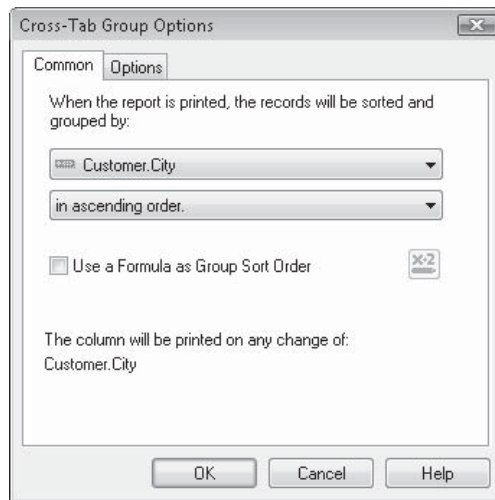 Cross-Tab Group Options
Common
Options
When the report is printed, the records will be sorted and
grouped by:
Customer.City
in ascending order.
Use a Formula as Group Sort Order
x-2
The column will be printed on any change of:
Customer.City
OK
Cancel
Help